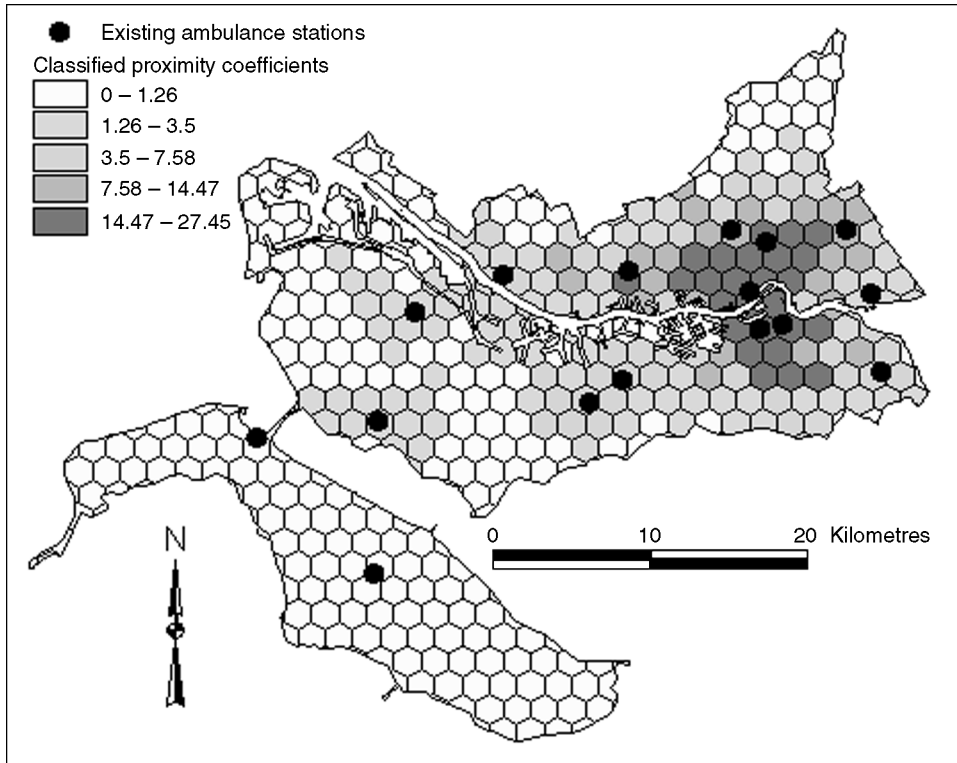 Existing ambulance stations
Classified proximity coefficients
0 – 1.26
1.26 – 3.5
3.5 – 7.58
7.58 – 14.47
14.47 – 27.45
N
0 10 20 Kilometres